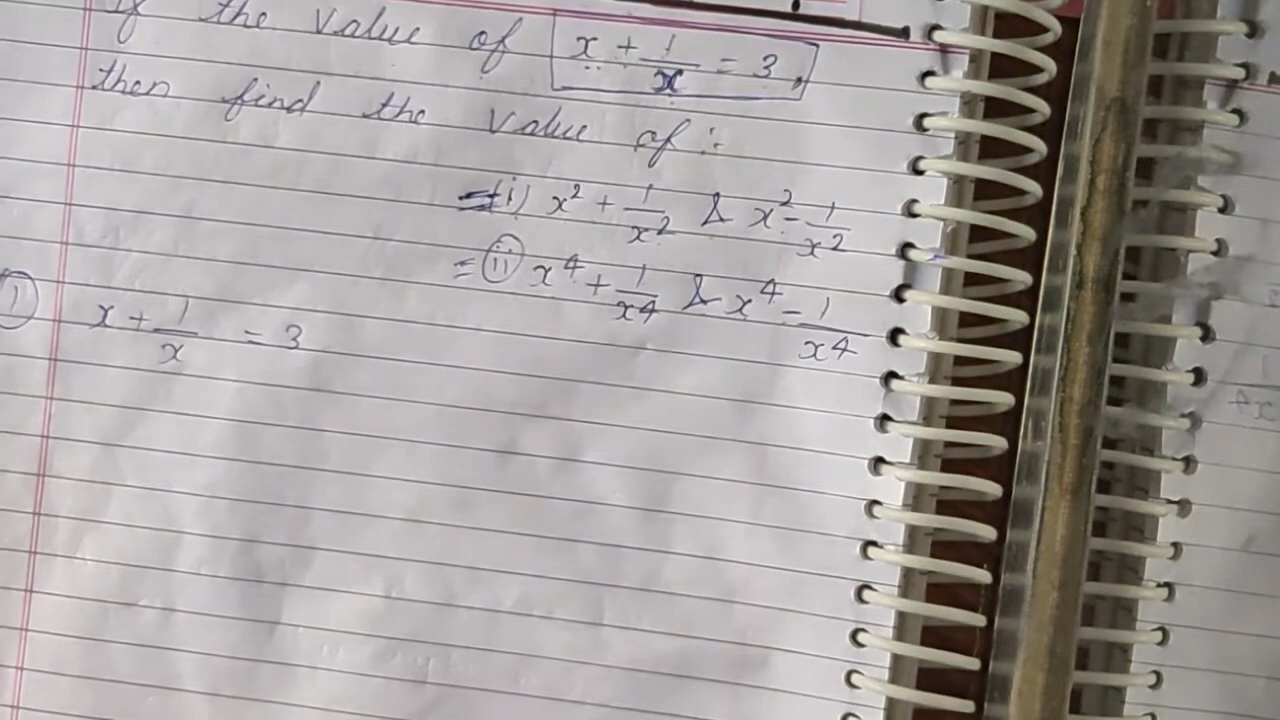 If the value of x + 1/x = 3,
then find the value of :-
=(i) x² + 1/x² & x² - 1/x²
= (ii) x⁴ + 1/x⁴ & x⁴ - 1/x⁴
(i) x + 1/x = 3